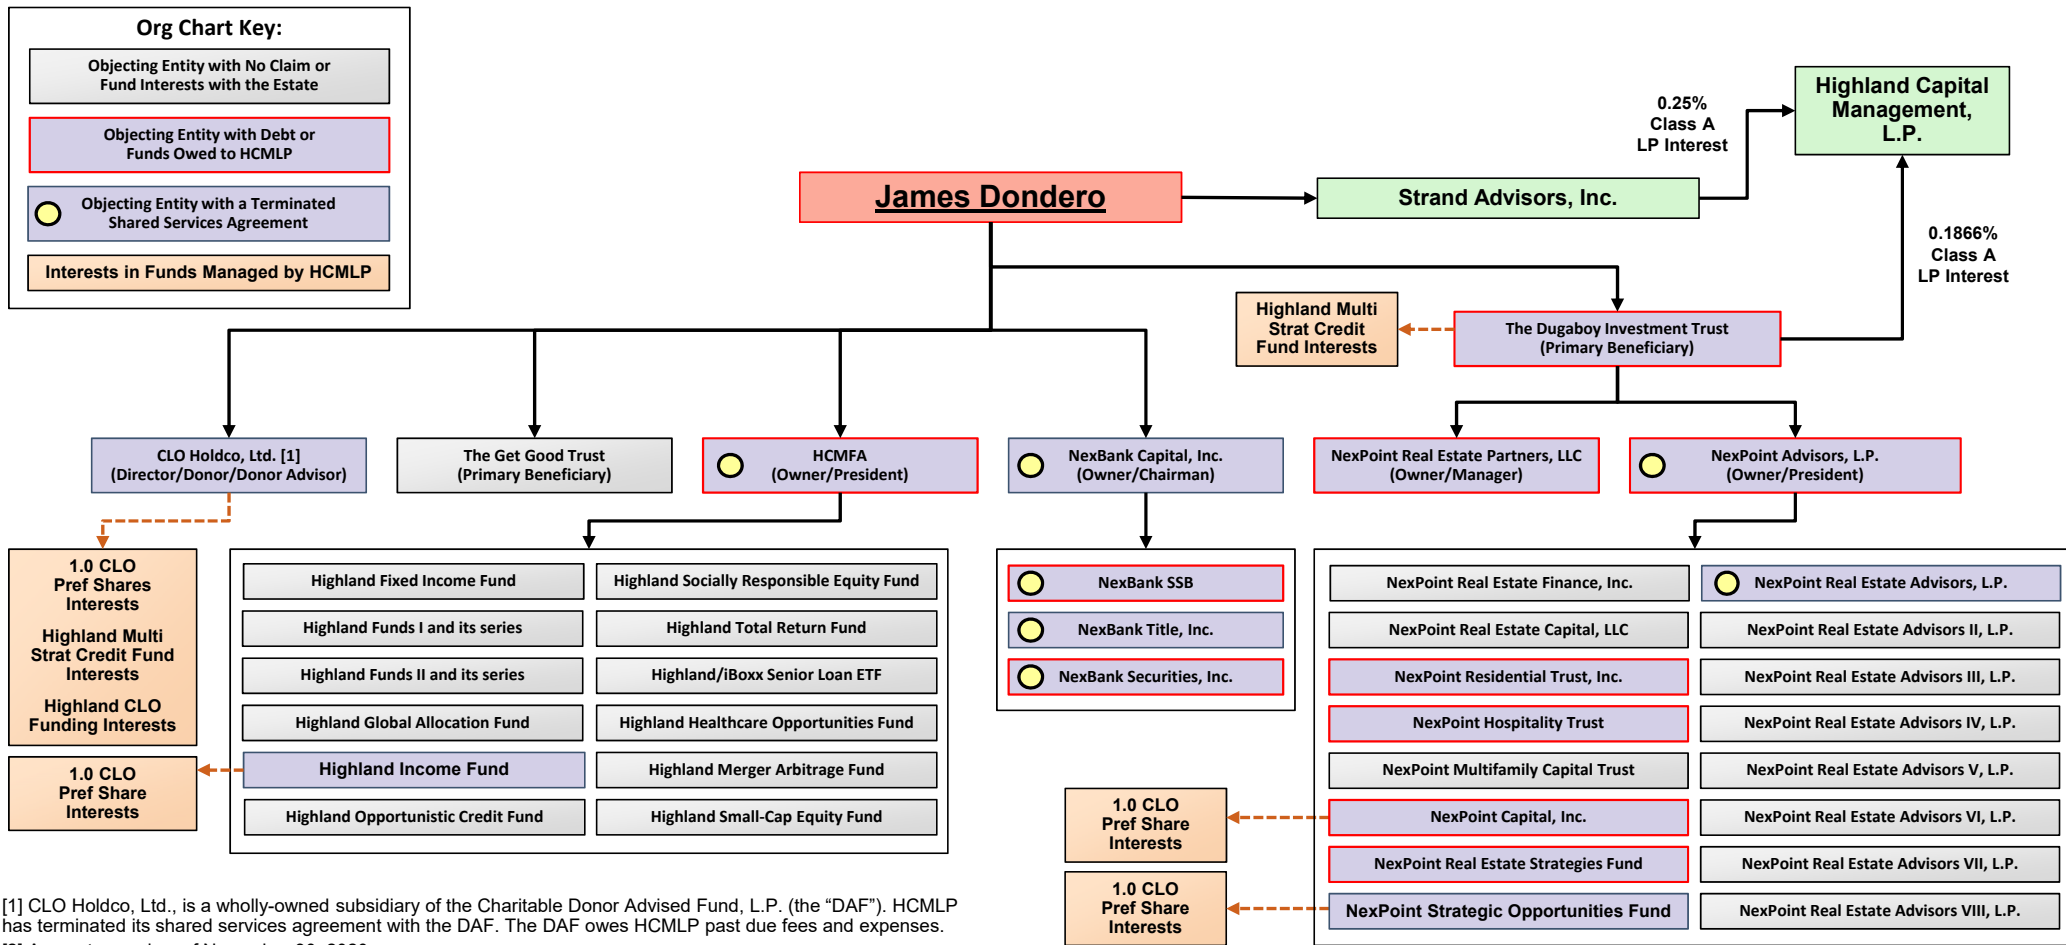 Org Chart Key:
Objecting Entity with No Claim or
Fund Interests with the Estate
Objecting Entity with Debt or
Funds Owed to HCMLP
Objecting Entity with a Terminated
Shared Services Agreement
Interests in Funds Managed by HCMLP
James Dondero
Strand Advisors, Inc.
0.25%
Class A
LP Interest
Highland Capital
Management,
L.P.
0.1866%
Class A
LP Interest
Highland Multi
Strat Credit
Fund Interests
The Dugaboy Investment Trust
(Primary Beneficiary)
CLO Holdco, Ltd. [1]
(Director/Donor/Donor Advisor)
The Get Good Trust
(Primary Beneficiary)
HCMFA
(Owner/President)
NexBank Capital, Inc.
(Owner/Chairman)
NexPoint Real Estate Partners, LLC
(Owner/Manager)
NexPoint Advisors, L.P.
(Owner/President)
1.0 CLO
Pref Shares
Interests
Highland Multi
Strat Credit Fund
Interests
Highland CLO
Funding Interests
1.0 CLO
Pref Share
Interests
Highland Fixed Income Fund
Highland Funds I and its series
Highland Funds II and its series
Highland Global Allocation Fund
Highland Income Fund
Highland Opportunistic Credit Fund
Highland Socially Responsible Equity Fund
Highland Total Return Fund
Highland/iBoxx Senior Loan ETF
Highland Healthcare Opportunities Fund
Highland Merger Arbitrage Fund
Highland Small-Cap Equity Fund
NexBank SSB
NexBank Title, Inc.
NexBank Securities, Inc.
1.0 CLO
Pref Share
Interests
1.0 CLO
Pref Share
Interests
NexPoint Real Estate Finance, Inc.
NexPoint Real Estate Capital, LLC
NexPoint Residential Trust, Inc.
NexPoint Hospitality Trust
NexPoint Multifamily Capital Trust
NexPoint Capital, Inc.
NexPoint Real Estate Strategies Fund
NexPoint Strategic Opportunities Fund
NexPoint Real Estate Advisors, L.P.
NexPoint Real Estate Advisors II, L.P.
NexPoint Real Estate Advisors III, L.P.
NexPoint Real Estate Advisors IV, L.P.
NexPoint Real Estate Advisors V, L.P.
NexPoint Real Estate Advisors VI, L.P.
NexPoint Real Estate Advisors VII, L.P.
NexPoint Real Estate Advisors VIII, L.P.
[1] CLO Holdco, Ltd., is a wholly-owned subsidiary of the Charitable Donor Advised Fund, L.P. (the “DAF”). HCMLP
has terminated its shared services agreement with the DAF. The DAF owes HCMLP past due fees and expenses.